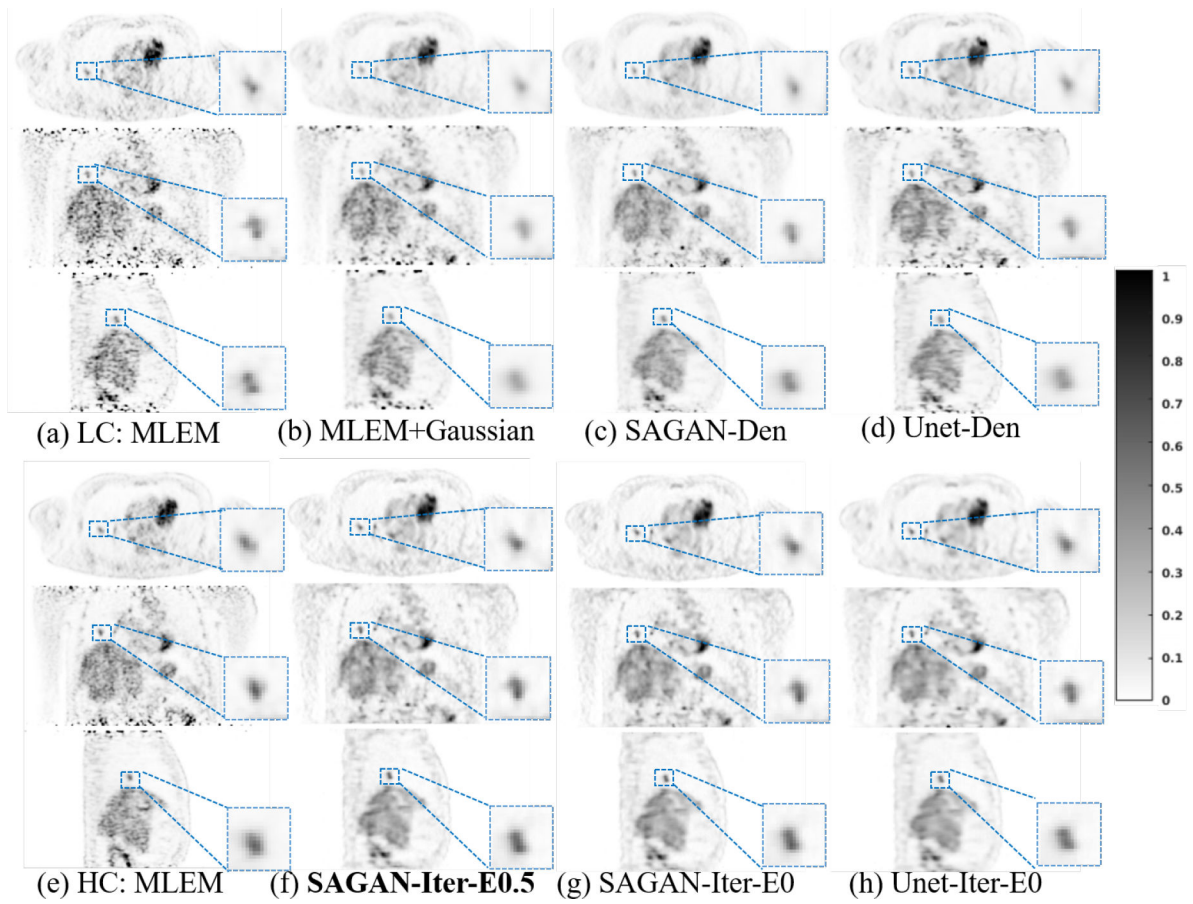 (a) LC: MLEM
(b) MLEM+Gaussian
(c) SAGAN-Den
(d) Unet-Den
1
0.9
0.8
0.7
0.6
0.5
0.4
0.3
0.2
0.1
0
(e) HC: MLEM
(f) SAGAN-Iter-E0.5
(g) SAGAN-Iter-E0
(h) Unet-Iter-E0